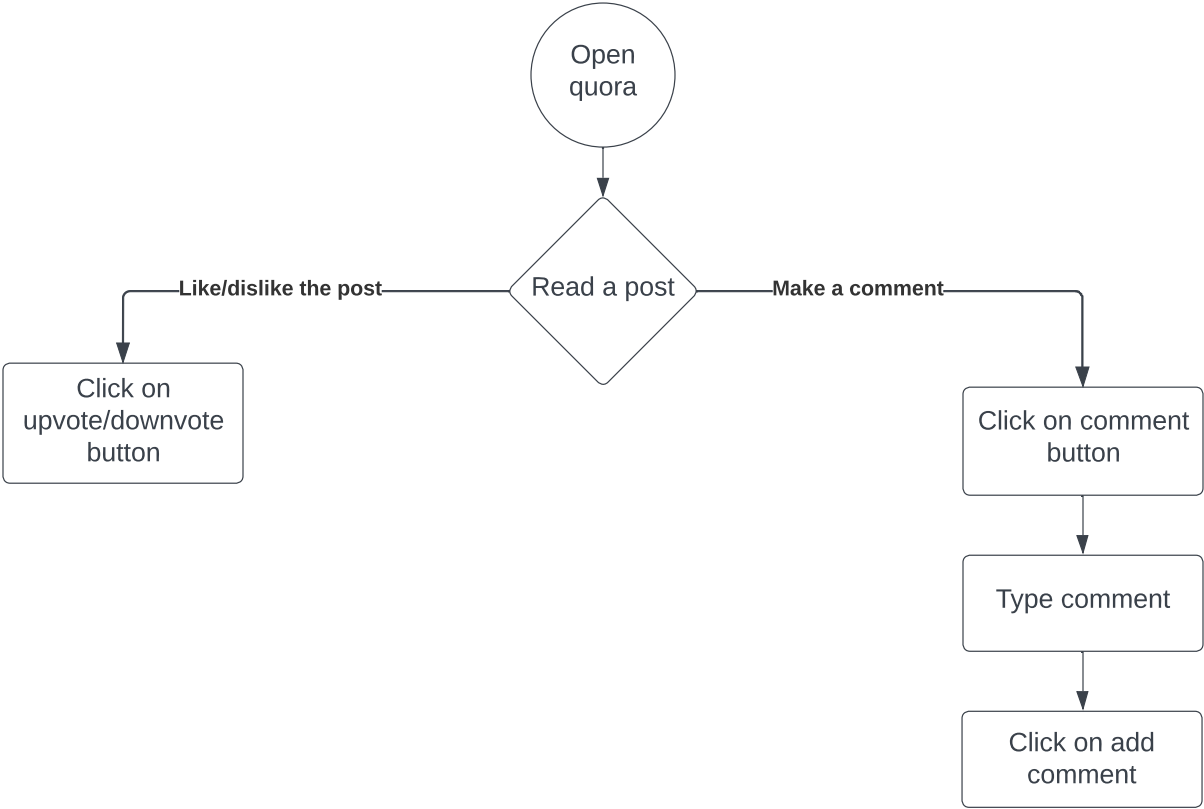 Open
quora
Read a post
Like/dislike the post
Make a comment
Click on
upvote/downvote
button
Click on comment
button
Type comment
Click on add
comment